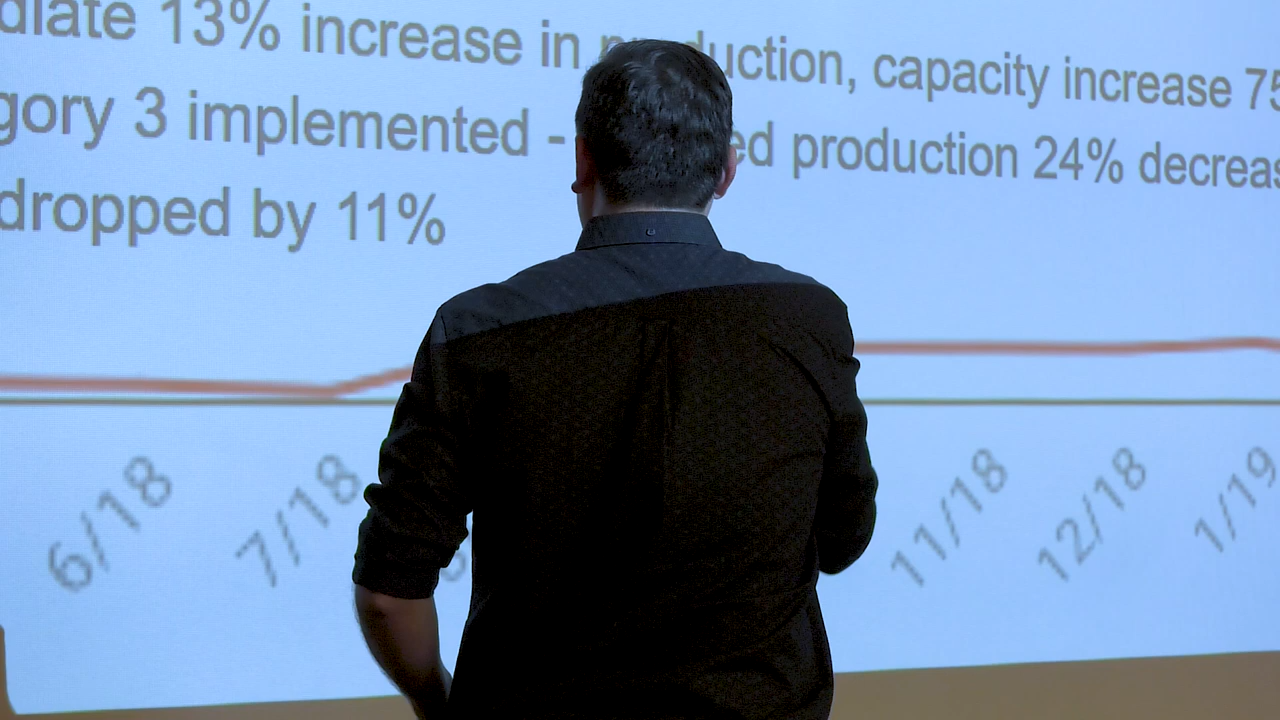 diate 13% increase in production, capacity increase 75
gory 3 implemented - ed production 24% decreas
dropped by 11%
6/18 7/18 11/18 12/18 1/19